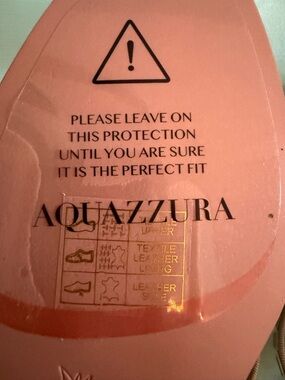 PLEASE LEAVE ON
THIS PROTECTION
UNTIL YOU ARE SURE
IT IS THE PERFECT FIT
AQUAZZURA
UPPER
TEXTILE
LEATHER
LINING
LEATHER
SOLE